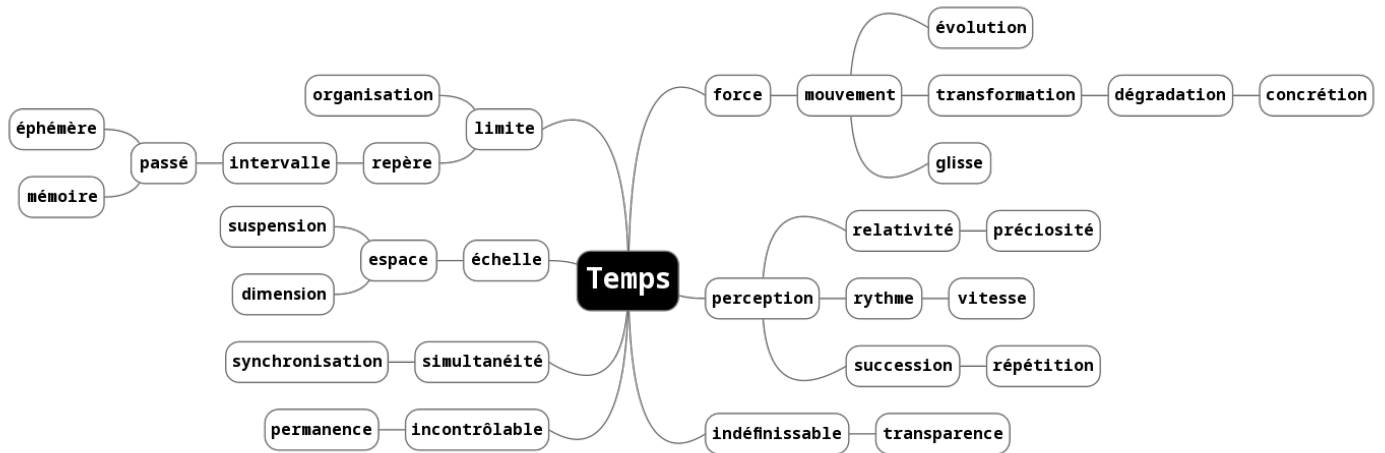 Temps
force
mouvement
évolution
transformation
dégradation
concrétion
glisse
perception
relativité
préciosité
rythme
vitesse
succession
répétition
indéfinissable
transparence
limite
organisation
repère
intervalle
passé
éphémère
mémoire
échelle
espace
suspension
dimension
simultanéité
synchronisation
incontrôlable
permanence